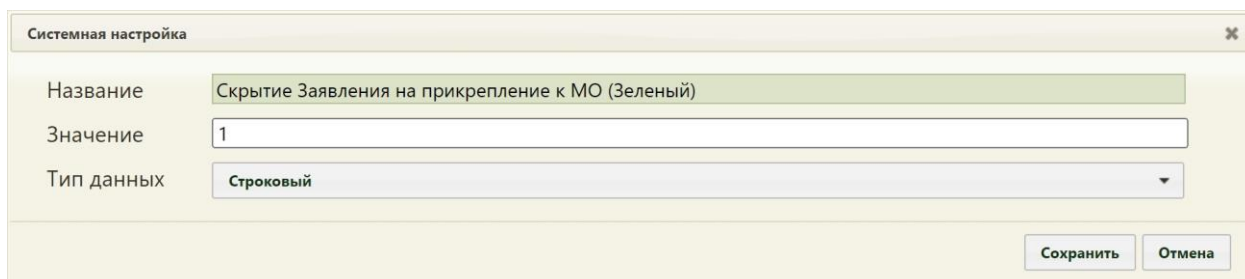 Системная настройка
Название Скрытие Заявления на прикрепление к МО (Зеленый)
Значение 1
Тип данных Строковый
Сохранить Отмена